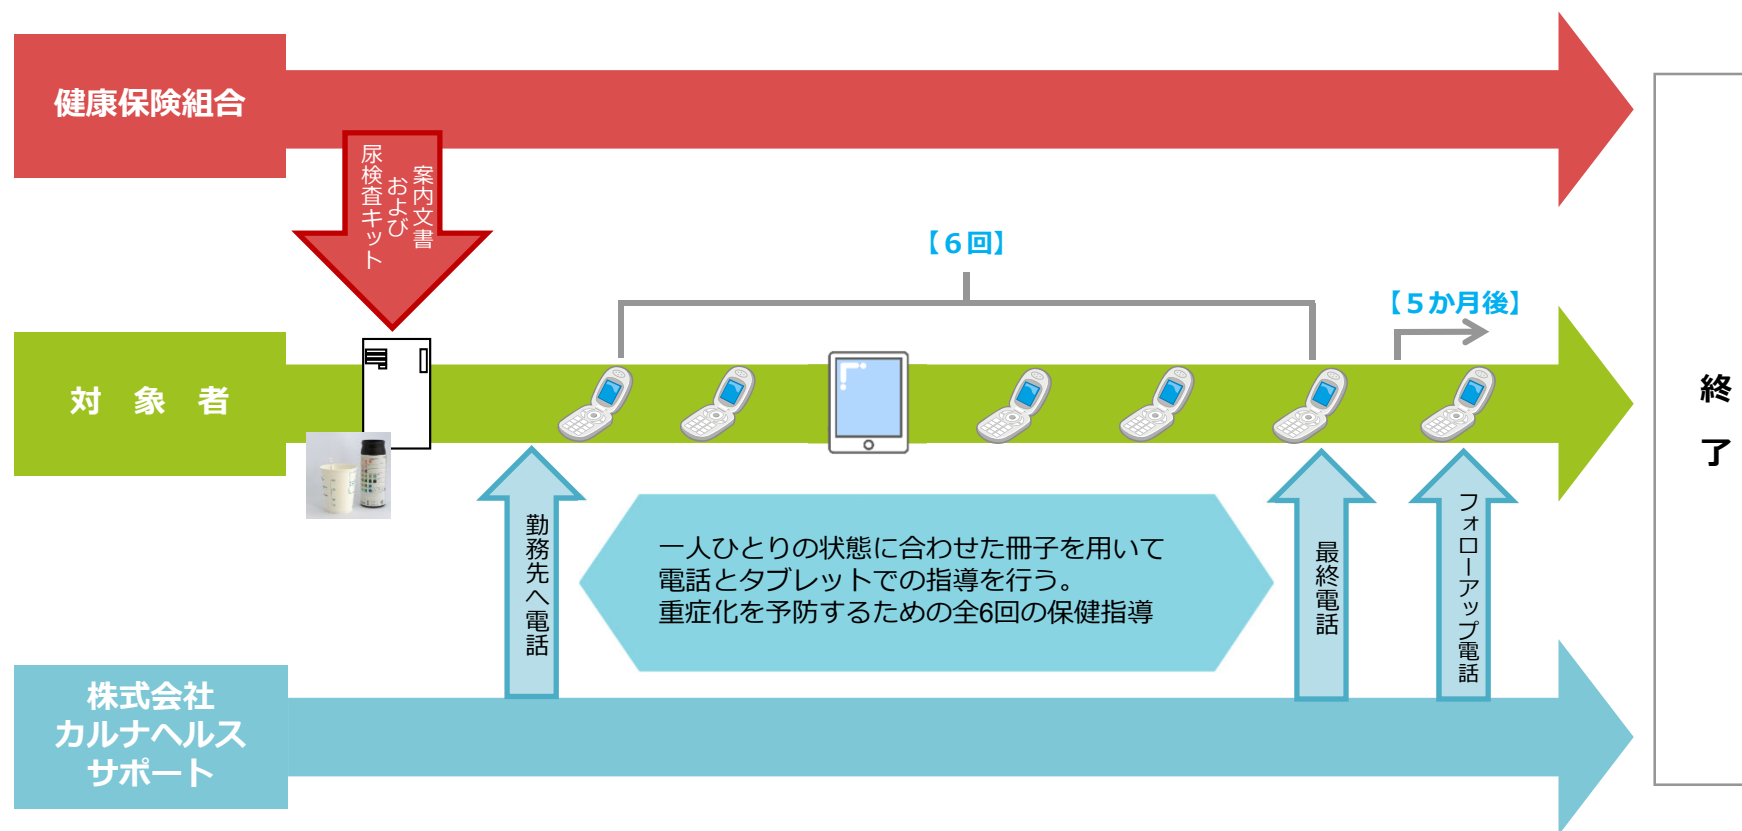 健康保険組合
案内文書
および
尿検査キット
【６回】
【５か月後】
対　象　者
終
了
勤務先へ電話
一人ひとりの状態に合わせた冊子を用いて
電話とタブレットでの指導を行う。
重症化を予防するための全6回の保健指導
最終電話
フォローアップ電話
株式会社
カルナヘルス
サポート